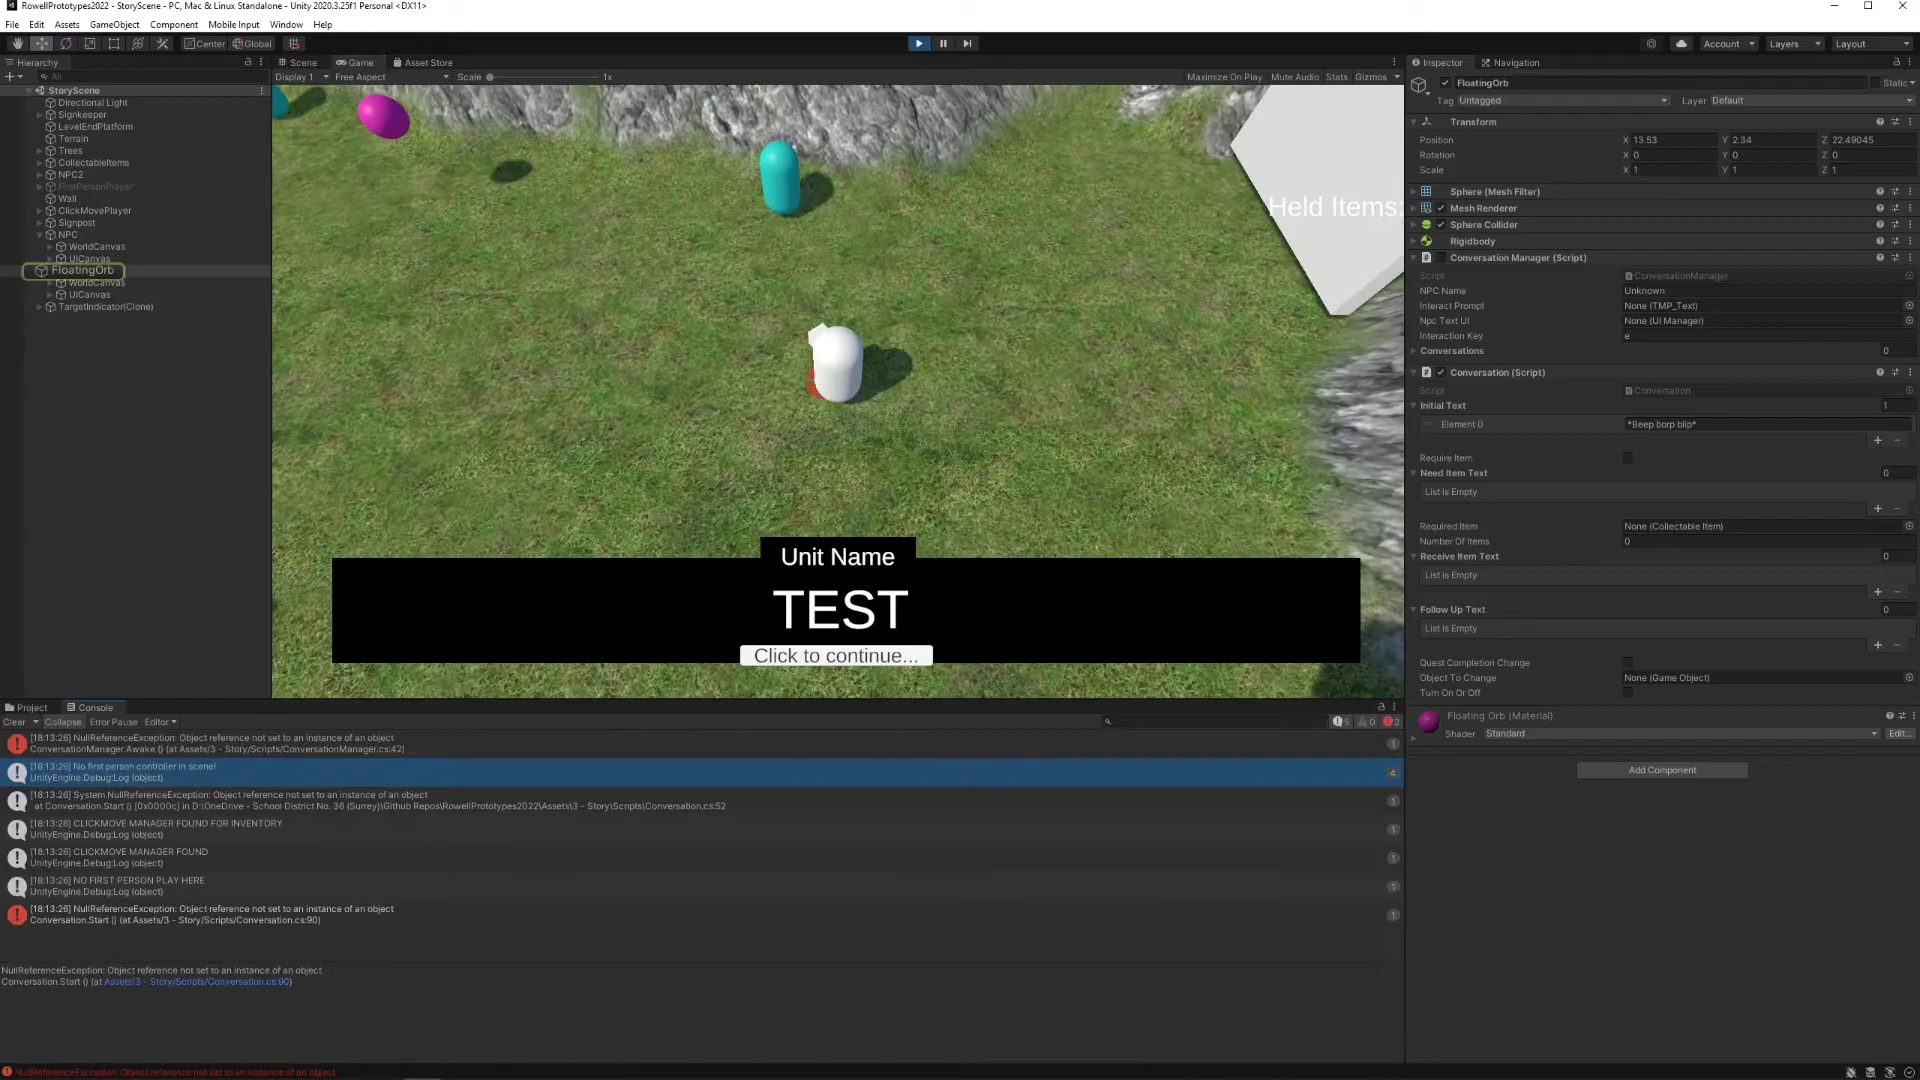 RowellPrototypes2022 - StoryScene - PC, Mac & Linux Standalone - Unity 2020.3.25f1 Personal <DX11>
File Edit Assets GameObject Component Mobile Input Window Help
Center Global
Account Layers Layout
Hierarchy
Scene Game Asset Store
Inspector Navigation
All
Display 1 Free Aspect Scale 1x Maximize On Play Mute Audio Stats Gizmos
StoryScene
Directional Light
Signkeeper
LevelEndPlatform
Terrain
Trees
CollectableItems
NPC2
FirstPersonPlayer
Wall
ClickMovePlayer
Signpost
NPC
WorldCanvas
UICanvas
FloatingOrb
WorldCanvas
UICanvas
TargetIndicator(Clone)
Held Items:
Unit Name
TEST
Click to continue...
FloatingOrb Static
Tag Untagged Layer Default
Transform
Position X 13.53 Y 2.34 Z 22.49045
Rotation X 0 Y 0 Z 0
Scale X 1 Y 1 Z 1
Sphere (Mesh Filter)
Mesh Renderer
Sphere Collider
Rigidbody
Conversation Manager (Script)
Script ConversationManager
NPC Name Unknown
Interact Prompt None (TMP_Text)
Npc Text UI None (UI Manager)
Interaction Key e
Conversations 0
Conversation (Script)
Script Conversation
Initial Text 1
Element 0 *Beep borp blip*
Require Item
Need Item Text 0
List is Empty
Required Item None (Collectable Item)
Number Of Items 0
Receive Item Text 0
List is Empty
Follow Up Text 0
List is Empty
Quest Completion Change
Object To Change None (Game Object)
Turn On Or Off
Floating Orb (Material)
Shader Standard Edit...
Add Component
Project Console
Clear Collapse Error Pause Editor 5 0 2
[18:13:26] NullReferenceException: Object reference not set to an instance of an object
ConversationManager.Awake () (at Assets/3 - Story/Scripts/ConversationManager.cs:42) 1
[18:13:26] No first person controller in scene!
UnityEngine.Debug:Log (object) 4
[18:13:26] System.NullReferenceException: Object reference not set to an instance of an object
at Conversation.Start () [0x0000c] in D:\OneDrive - School District No. 36 (Surrey)\Github Repos\RowellPrototypes2022\Assets\3 - Story\Scripts\Conversation.cs:52 1
[18:13:26] CLICKMOVE MANAGER FOUND FOR INVENTORY
UnityEngine.Debug:Log (object) 1
[18:13:26] CLICKMOVE MANAGER FOUND
UnityEngine.Debug:Log (object) 1
[18:13:26] NO FIRST PERSON PLAY HERE
UnityEngine.Debug:Log (object) 1
[18:13:26] NullReferenceException: Object reference not set to an instance of an object
Conversation.Start () (at Assets/3 - Story/Scripts/Conversation.cs:90) 1
NullReferenceException: Object reference not set to an instance of an object
Conversation.Start () (at Assets/3 - Story/Scripts/Conversation.cs:90)
NullReferenceException: Object reference not set to an instance of an object